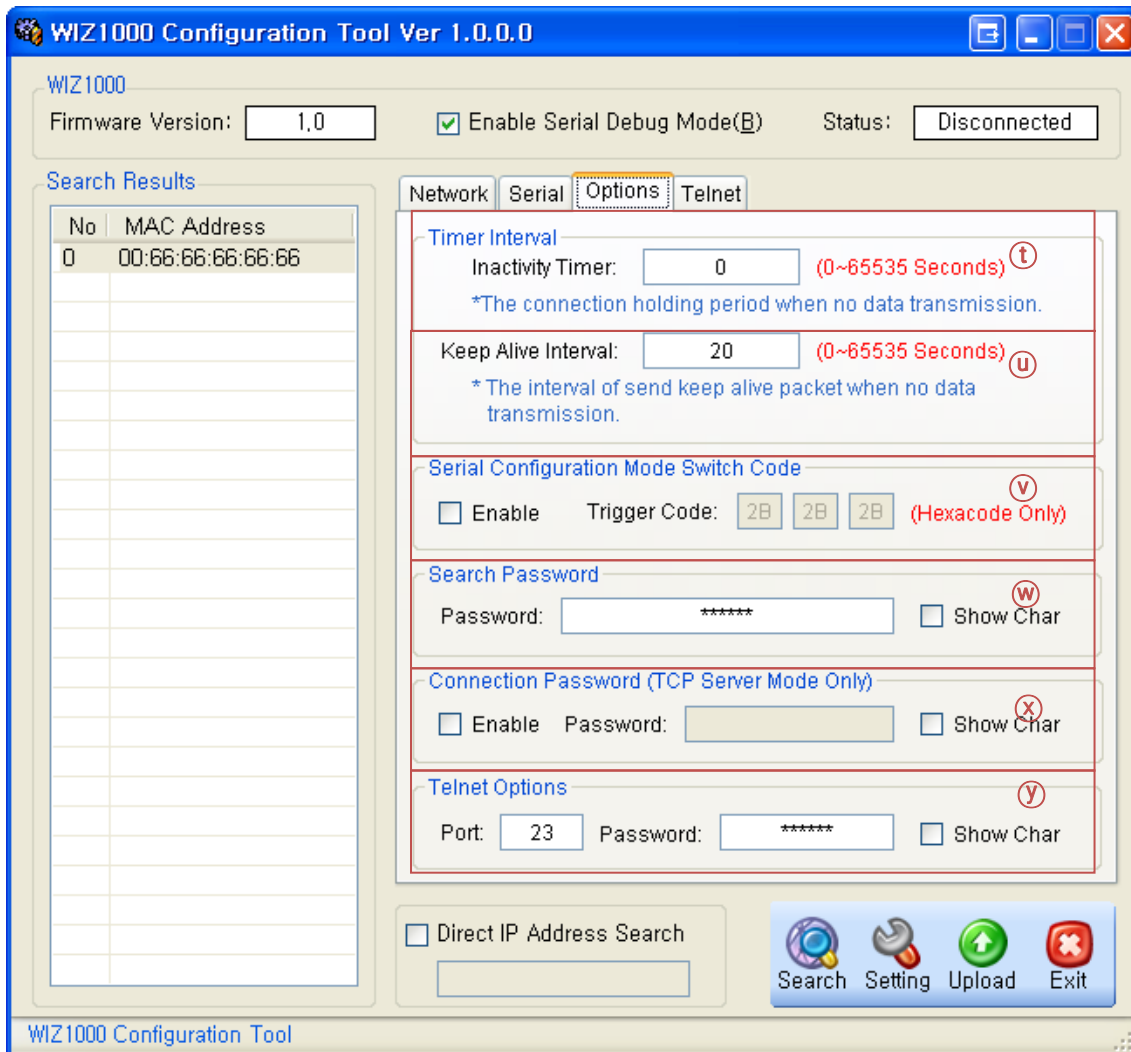 WIZ1000 Configuration Tool Ver 1.0.0.0
WIZ1000
Firmware Version: 1.0 Enable Serial Debug Mode(B) Status: Disconnected
Search Results
No MAC Address
0 00:66:66:66:66:66
Network Serial Options Telnet
Timer Interval
Inactivity Timer: 0 (0~65535 Seconds) ⓣ
*The connection holding period when no data transmission.
Keep Alive Interval: 20 (0~65535 Seconds) ⓤ
* The interval of send keep alive packet when no data
transmission.
Serial Configuration Mode Switch Code ⓥ
Enable Trigger Code: 2B 2B 2B (Hexacode Only)
Search Password ⓦ
Password: ****** Show Char
Connection Password (TCP Server Mode Only) ⓧ
Enable Password: Show Char
Telnet Options ⓨ
Port: 23 Password: ****** Show Char
Direct IP Address Search
Search Setting Upload Exit
WIZ1000 Configuration Tool